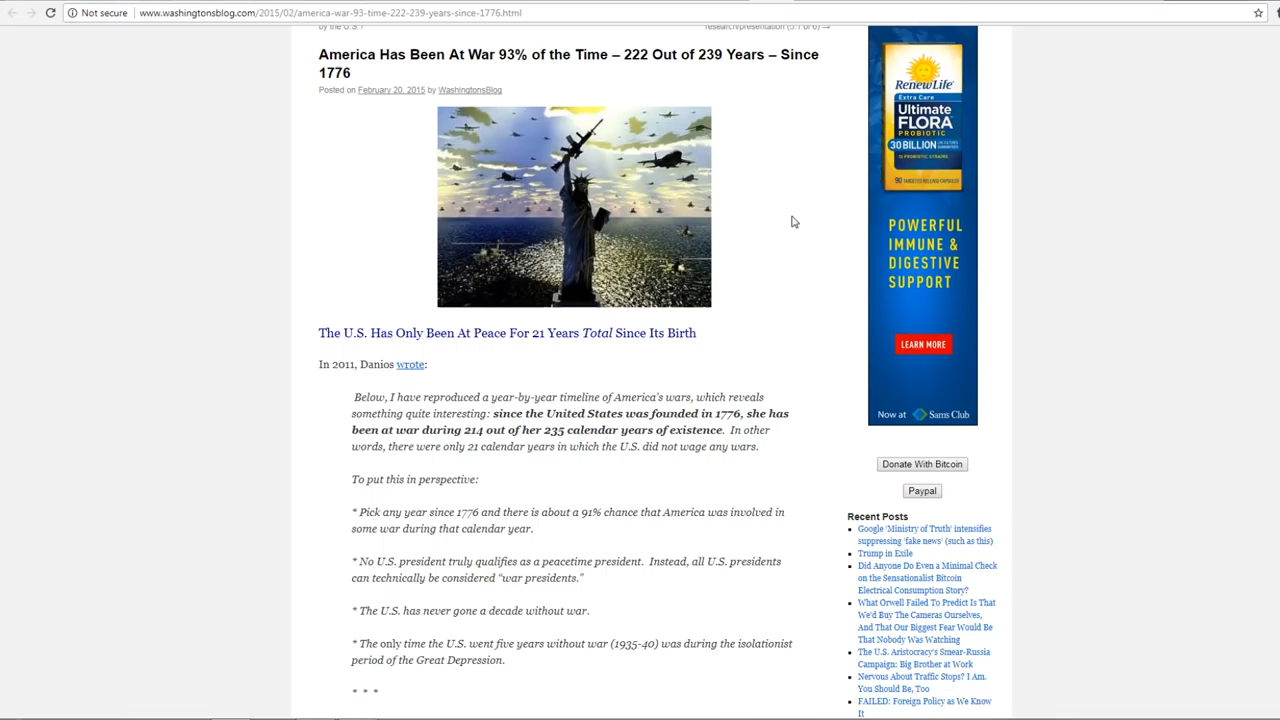 Not secure | www.washingtonsblog.com/2015/02/america-war-93-time-222-239-years-since-1776.html
by the U.S.?
research/presentation
America Has Been At War 93% of the Time – 222 Out of 239 Years – Since
1776
Posted on February 20, 2015 by WashingtonsBlog
The U.S. Has Only Been At Peace For 21 Years Total Since Its Birth
In 2011, Danios wrote:
Below, I have reproduced a year-by-year timeline of America's wars, which reveals
something quite interesting: since the United States was founded in 1776, she has
been at war during 214 out of her 235 calendar years of existence. In other
words, there were only 21 calendar years in which the U.S. did not wage any wars.
To put this in perspective:
* Pick any year since 1776 and there is about a 91% chance that America was involved in
some war during that calendar year.
* No U.S. president truly qualifies as a peacetime president. Instead, all U.S. presidents
can technically be considered “war presidents.”
* The U.S. has never gone a decade without war.
* The only time the U.S. went five years without war (1935-40) was during the isolationist
period of the Great Depression.
* * *
RENEWLIFE
Extra Care
Ultimate
FLORA
PROBIOTIC
30 BILLION
POWERFUL
IMMUNE &
DIGESTIVE
SUPPORT
LEARN MORE
Now at Sam's Club
Donate With Bitcoin
Paypal
Recent Posts
Google 'Ministry of Truth' intensifies
suppressing 'fake news' (such as this)
Trump in Exile
Did Anyone Do Even a Minimal Check
on the Sensationalist Bitcoin
Electrical Consumption Story?
What Orwell Failed To Predict Is That
We'd Buy The Cameras Ourselves,
And That Our Biggest Fear Would Be
That Nobody Was Watching
The U.S. Aristocracy's Smear-Russia
Campaign: Big Brother at Work
Nervous About Traffic Stops? I Am.
You Should Be, Too
FAILED: Foreign Policy as We Know
It